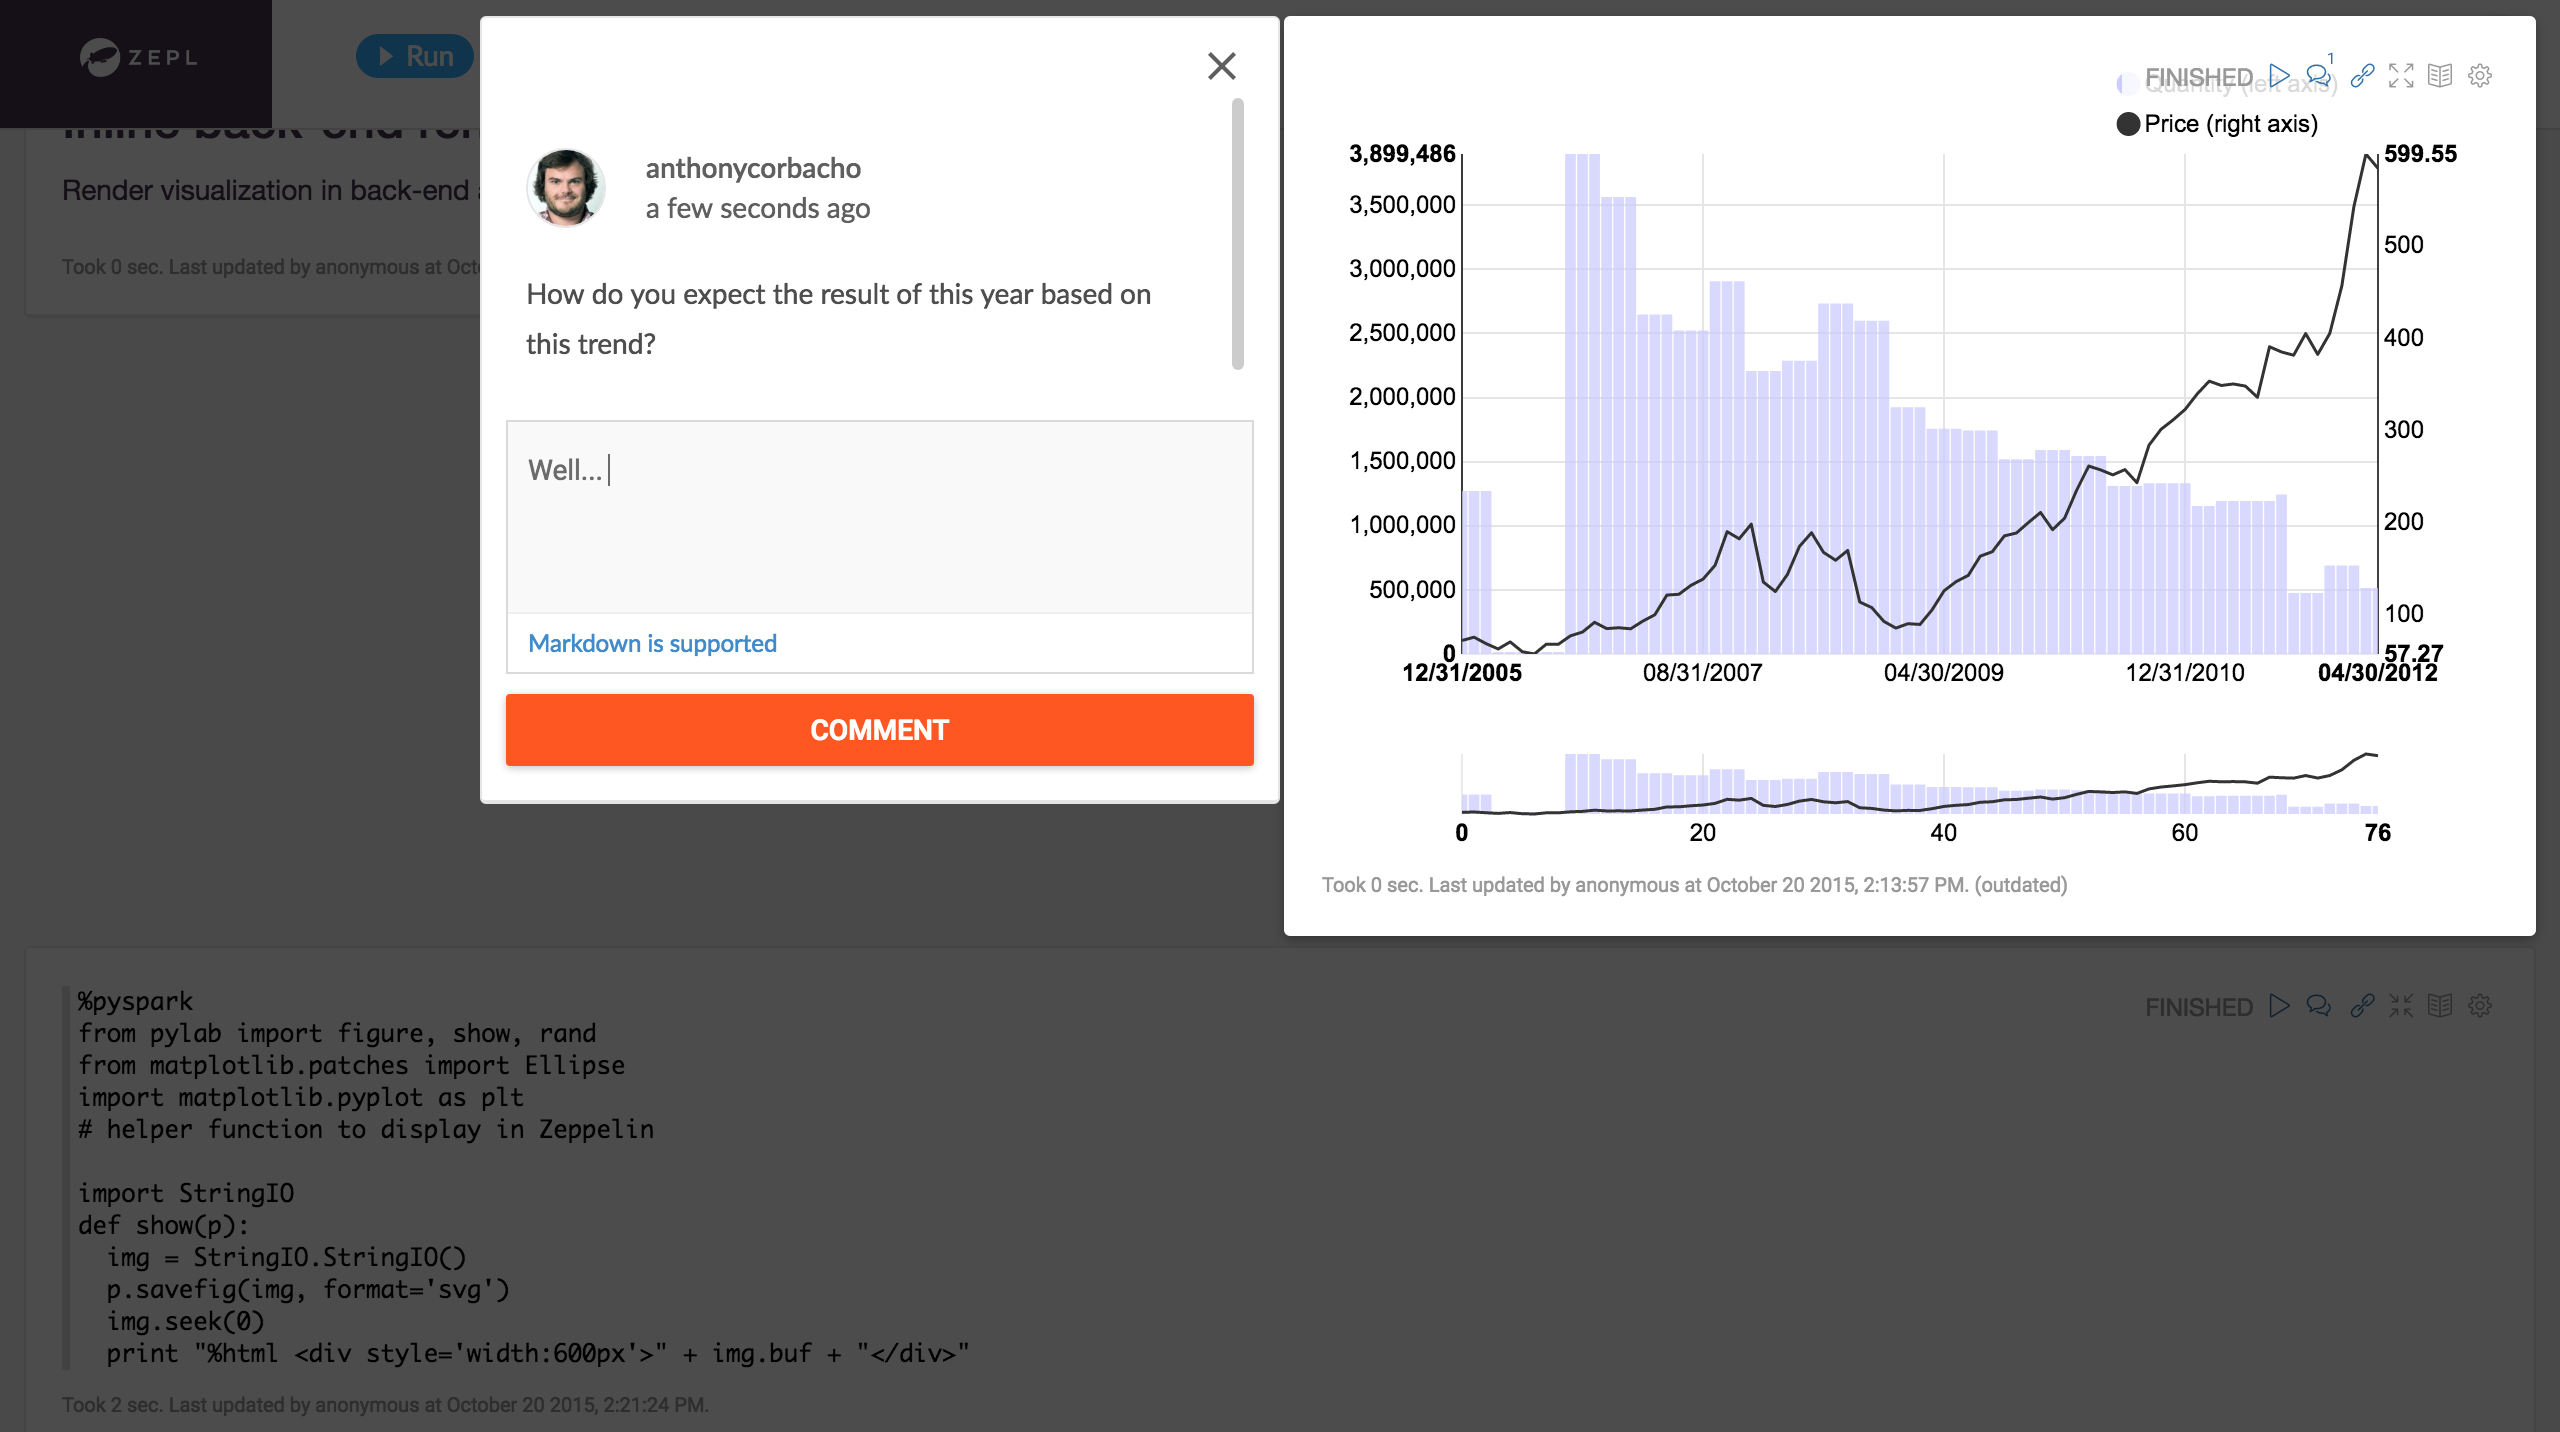 ZEPL
Run
Render visualization in back-end
Took 0 sec. Last updated by anonymous at Oct
anthonycorbacho
a few seconds ago
How do you expect the result of this year based on
this trend?
Well...
Markdown is supported
COMMENT
FINISHED
1
Quantity (left axis)
Price (right axis)
3,899,486
3,500,000
3,000,000
2,500,000
2,000,000
1,500,000
1,000,000
500,000
0
599.55
500
400
300
200
100
57.27
12/31/2005
08/31/2007
04/30/2009
12/31/2010
04/30/2012
0
20
40
60
76
Took 0 sec. Last updated by anonymous at October 20 2015, 2:13:57 PM. (outdated)
FINISHED
%pyspark
from pylab import figure, show, rand
from matplotlib.patches import Ellipse
import matplotlib.pyplot as plt
# helper function to display in Zeppelin
import StringIO
def show(p):
img = StringIO.StringIO()
p.savefig(img, format='svg')
img.seek(0)
print "%html <div style='width:600px'>" + img.buf + "</div>"
Took 2 sec. Last updated by anonymous at October 20 2015, 2:21:24 PM.